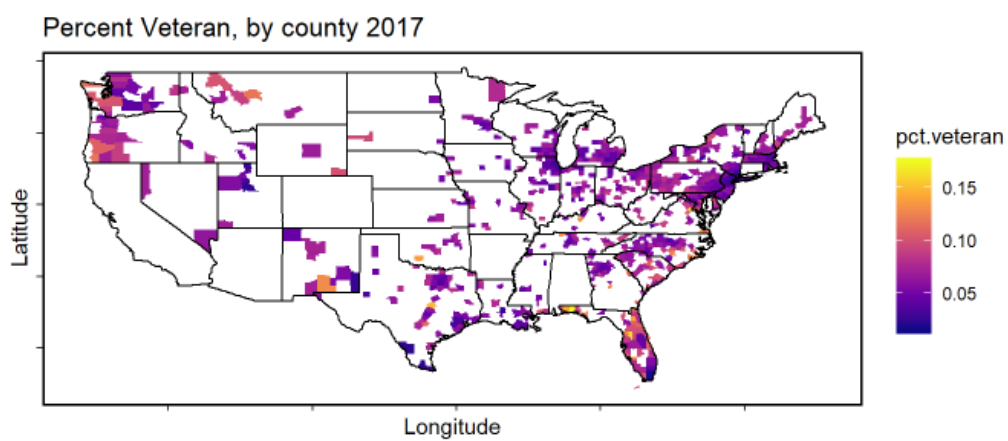 Percent Veteran, by county 2017
pct.veteran
0.15
0.10
0.05
Latitude
Longitude